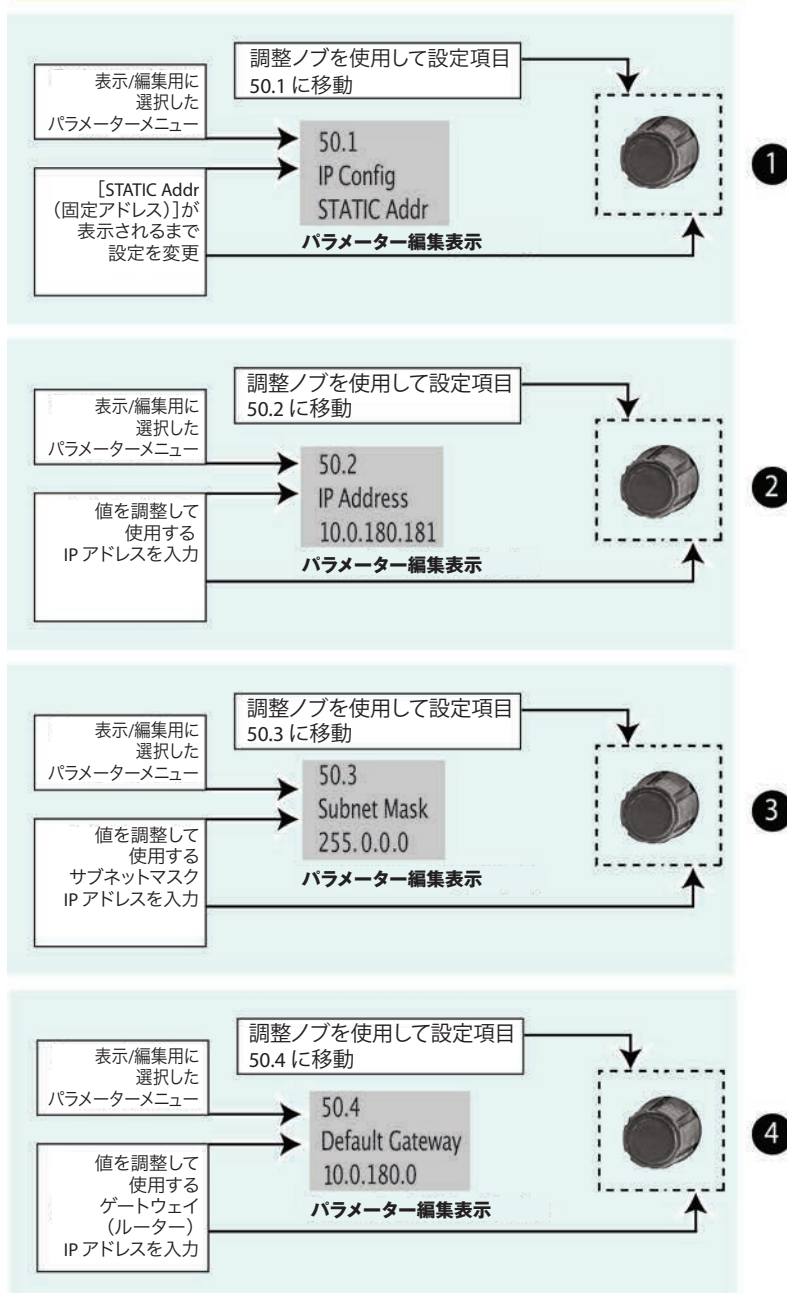 調整ノブを使用して設定項目
50.1 に移動
表示/編集用に
選択した
パラメーターメニュー
50.1
IP Config
STATIC Addr
[STATIC Addr
(固定アドレス)]が
表示されるまで
設定を変更
パラメーター編集表示
1
調整ノブを使用して設定項目
50.2 に移動
表示/編集用に
選択した
パラメーターメニュー
50.2
IP Address
10.0.180.181
値を調整して
使用する
IP アドレスを入力
パラメーター編集表示
2
調整ノブを使用して設定項目
50.3 に移動
表示/編集用に
選択した
パラメーターメニュー
50.3
Subnet Mask
255.0.0.0
値を調整して
使用する
サブネットマスク
IP アドレスを入力
パラメーター編集表示
3
調整ノブを使用して設定項目
50.4 に移動
表示/編集用に
選択した
パラメーターメニュー
50.4
Default Gateway
10.0.180.0
値を調整して
使用する
ゲートウェイ
(ルーター)
IP アドレスを入力
パラメーター編集表示
4